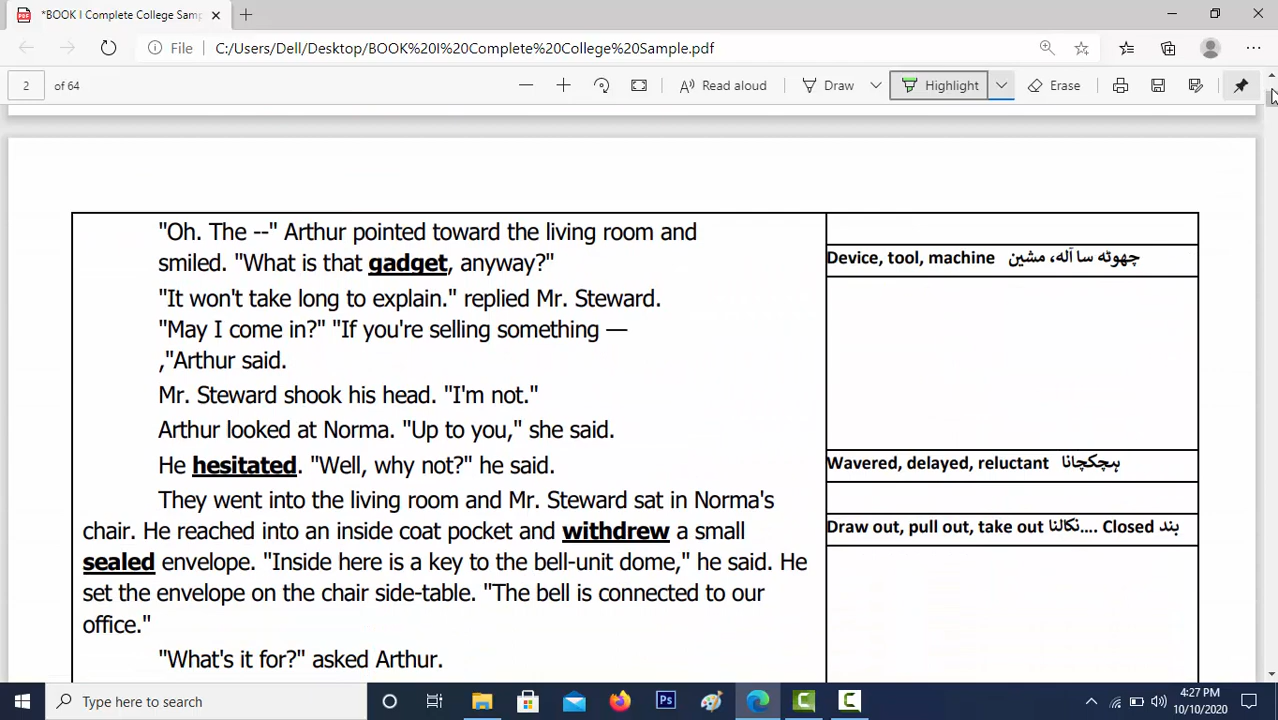 *BOOK I Complete College Samp
File C:/Users/Dell/Desktop/BOOK%20I%20Complete%20College%20Sample.pdf
2 of 64 Read aloud Draw Highlight Erase
"Oh. The --" Arthur pointed toward the living room and
smiled. "What is that gadget, anyway?"
Device, tool, machine چھوٹہ سا آلہ، مشین
"It won't take long to explain." replied Mr. Steward.
"May I come in?" "If you're selling something —
,"Arthur said.
Mr. Steward shook his head. "I'm not."
Arthur looked at Norma. "Up to you," she said.
He hesitated. "Well, why not?" he said.
Wavered, delayed, reluctant ہچکچانا
They went into the living room and Mr. Steward sat in Norma's
chair. He reached into an inside coat pocket and withdrew a small
Draw out, pull out, take out نکالنا.... Closed بند
sealed envelope. "Inside here is a key to the bell-unit dome," he said. He
set the envelope on the chair side-table. "The bell is connected to our
office."
"What's it for?" asked Arthur.
Type here to search
Ps
4:27 PM
10/10/2020